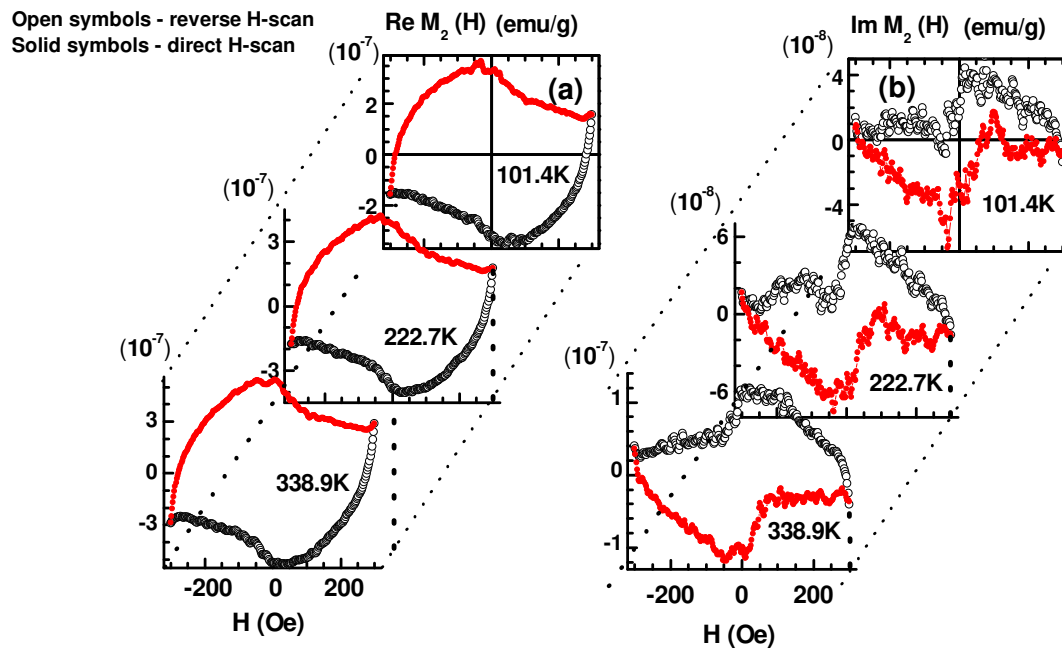 Open symbols - reverse H-scan
Solid symbols - direct H-scan
Re M2 (H) (emu/g)
(10-7)
(a)
2
0
-2
101.4K
(10-7)
3
0
-3
222.7K
(10-7)
3
0
-3
338.9K
-200 0 200
H (Oe)
Im M2 (H) (emu/g)
(10-8)
(b)
4
0
-4
101.4K
(10-8)
6
0
-6
222.7K
(10-7)
1
0
-1
338.9K
-200 0 200
H (Oe)